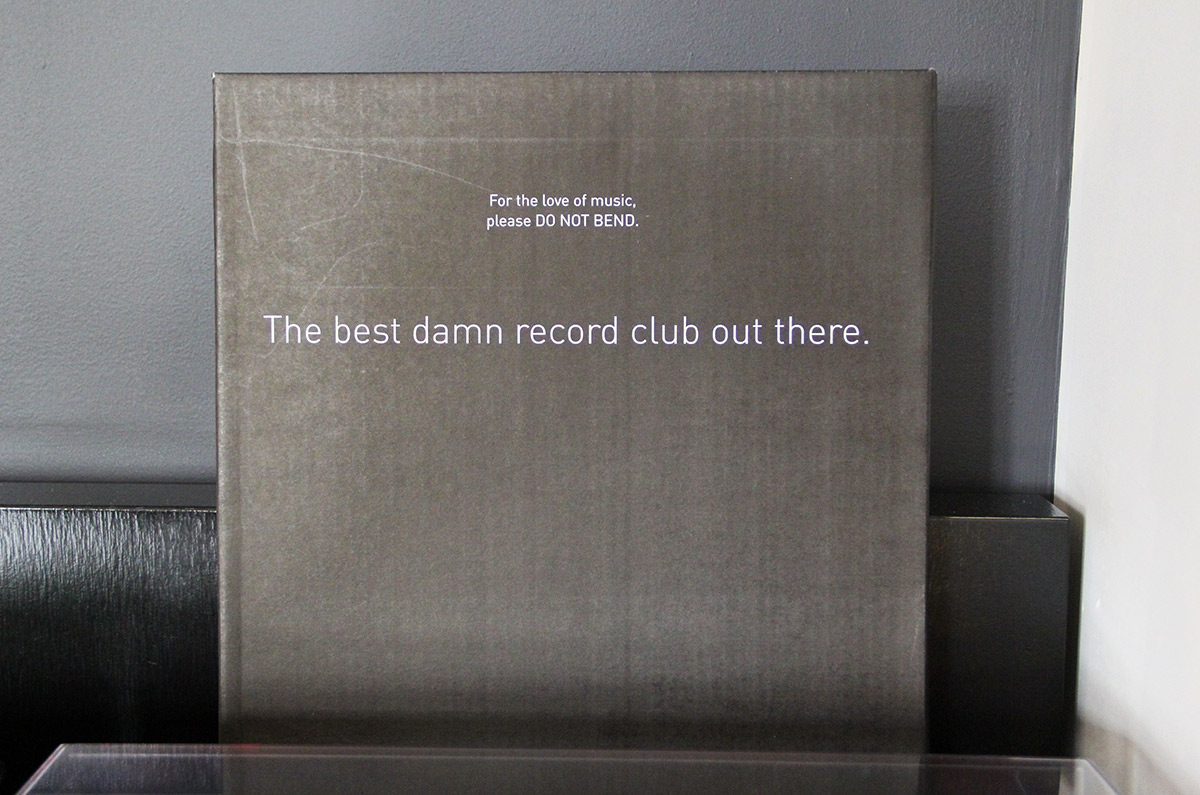 For the love of music,
please DO NOT BEND.
The best damn record club out there.